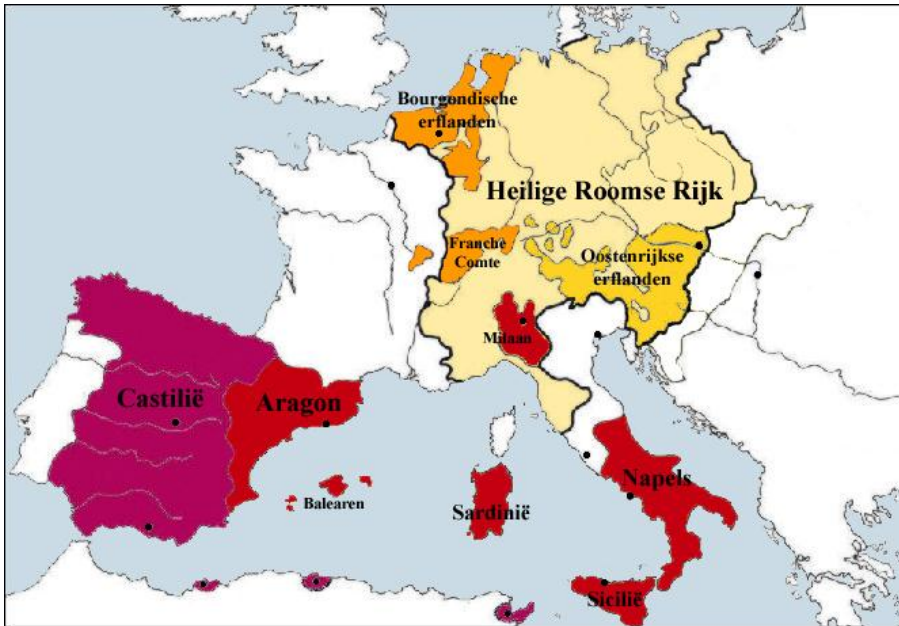 Bourgondische
erflanden
Heilige Roomse Rijk
Franche
Comte
Oostenrijkse
erflanden
Milaan
Castilië
Aragon
Balearen
Sardinië
Napels
Sicilië